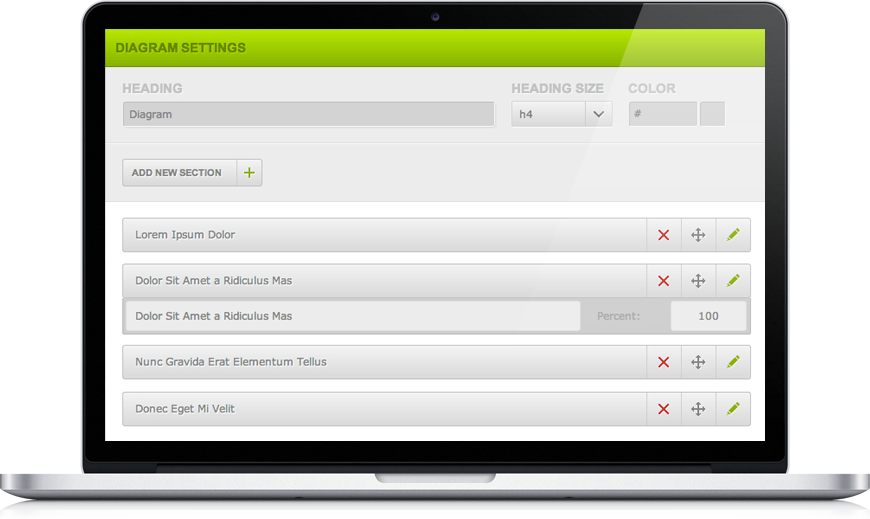 DIAGRAM SETTINGS
HEADING HEADING SIZE COLOR
Diagram h4 #
ADD NEW SECTION +
Lorem Ipsum Dolor
Dolor Sit Amet a Ridiculus Mas
Dolor Sit Amet a Ridiculus Mas Percent: 100
Nunc Gravida Erat Elementum Tellus
Donec Eget Mi Velit